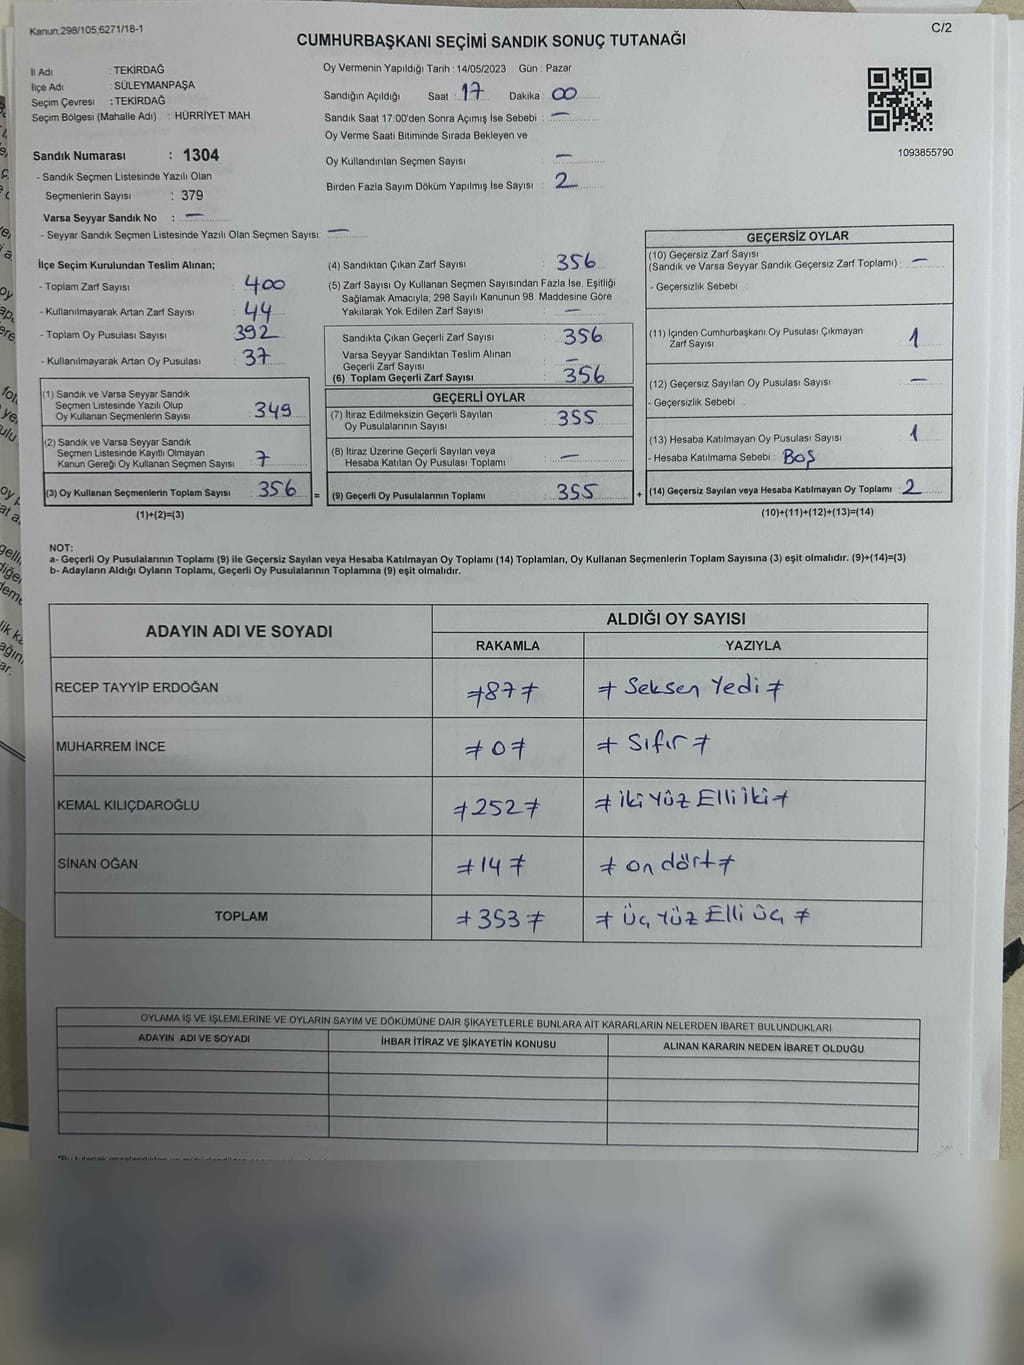 Kanun:298/105,6271/18-1
C/2
CUMHURBAŞKANI SEÇİMİ SANDIK SONUÇ TUTANAĞI
İl Adı : TEKİRDAĞ
İlçe Adı : SÜLEYMANPAŞA
Seçim Çevresi : TEKİRDAĞ
Seçim Bölgesi (Mahalle Adı) : HÜRRİYET MAH.
Sandık Numarası : 1304
- Sandık Seçmen Listesinde Yazılı Olan
Seçmenlerin Sayısı : 379
Varsa Seyyar Sandık No : —
- Seyyar Sandık Seçmen Listesinde Yazılı Olan Seçmen Sayısı: —
Oy Vermenin Yapıldığı Tarih : 14/05/2023 Gün : Pazar
Sandığın Açıldığı Saat : 17 Dakika : 00
Sandık Saat 17:00'den Sonra Açımış İse Sebebi : —
Oy Verme Saati Bitiminde Sırada Bekleyen ve
Oy Kullandırılan Seçmen Sayısı : —
Birden Fazla Sayım Döküm Yapılmış İse Sayısı : 2
1093855790
İlçe Seçim Kurulundan Teslim Alınan;
- Toplam Zarf Sayısı : 400
- Kullanılmayarak Artan Zarf Sayısı : 44
- Toplam Oy Pusulası Sayısı : 392
- Kullanılmayarak Artan Oy Pusulası : 37
(1) Sandık ve Varsa Seyyar Sandık
Seçmen Listesinde Yazılı Olup
Oy Kullanan Seçmenlerin Sayısı : 349
(2) Sandık ve Varsa Seyyar Sandık
Seçmen Listesinde Kayıtlı Olmayan
Kanun Gereği Oy Kullanan Seçmen Sayısı : 7
(3) Oy Kullanan Seçmenlerin Toplam Sayısı : 356 =
(1)+(2)=(3)
(4) Sandıktan Çıkan Zarf Sayısı : 356
(5) Zarf Sayısı Oy Kullanan Seçmen Sayısından Fazla İse, Eşitliği
Sağlamak Amacıyla, 298 Sayılı Kanunun 98. Maddesine Göre
Yakılarak Yok Edilen Zarf Sayısı : —
Sandıkta Çıkan Geçerli Zarf Sayısı : 356
Varsa Seyyar Sandıktan Teslim Alınan
Geçerli Zarf Sayısı : —
(6) Toplam Geçerli Zarf Sayısı : 356
GEÇERLİ OYLAR
(7) İtiraz Edilmeksizin Geçerli Sayılan
Oy Pusulalarının Sayısı : 355
(8) İtiraz Üzerine Geçerli Sayılan veya
Hesaba Katılan Oy Pusulası Toplamı : —
(9) Geçerli Oy Pusulalarının Toplamı : 355 +
GEÇERSİZ OYLAR
(10) Geçersiz Zarf Sayısı
(Sandık ve Varsa Seyyar Sandık Geçersiz Zarf Toplamı) : —
- Geçersizlik Sebebi :
(11) İçinden Cumhurbaşkanı Oy Pusulası Çıkmayan
Zarf Sayısı : 1
(12) Geçersiz Sayılan Oy Pusulası Sayısı : —
- Geçersizlik Sebebi :
(13) Hesaba Katılmayan Oy Pusulası Sayısı : 1
- Hesaba Katılmama Sebebi : Boş
(14) Geçersiz Sayılan veya Hesaba Katılmayan Oy Toplamı : 2
(10)+(11)+(12)+(13)=(14)
NOT:
a- Geçerli Oy Pusulalarının Toplamı (9) ile Geçersiz Sayılan veya Hesaba Katılmayan Oy Toplamı (14) Toplamları, Oy Kullanan Seçmenlerin Toplam Sayısına (3) eşit olmalıdır. (9)+(14)=(3)
b- Adayların Aldığı Oyların Toplamı, Geçerli Oy Pusulalarının Toplamına (9) eşit olmalıdır.
ADAYIN ADI VE SOYADI
ALDIĞI OY SAYISI
RAKAMLA YAZIYLA
RECEP TAYYİP ERDOĞAN ≠87≠ ≠ Seksen Yedi ≠
MUHARREM İNCE ≠0≠ ≠ Sıfır ≠
KEMAL KILIÇDAROĞLU ≠252≠ ≠ İki Yüz Elli İki ≠
SİNAN OĞAN ≠14≠ ≠ on dört ≠
TOPLAM ≠353≠ ≠ Üç Yüz Elli üç ≠
OYLAMA İŞ VE İŞLEMLERİNE VE OYLARIN SAYIM VE DÖKÜMÜNE DAİR ŞİKAYETLERLE BUNLARA AİT KARARLARIN NELERDEN İBARET BULUNDUKLARI
ADAYIN ADI VE SOYADI
İHBAR İTİRAZ VE ŞİKAYETİN KONUSU
ALINAN KARARIN NEDEN İBARET OLDUĞU